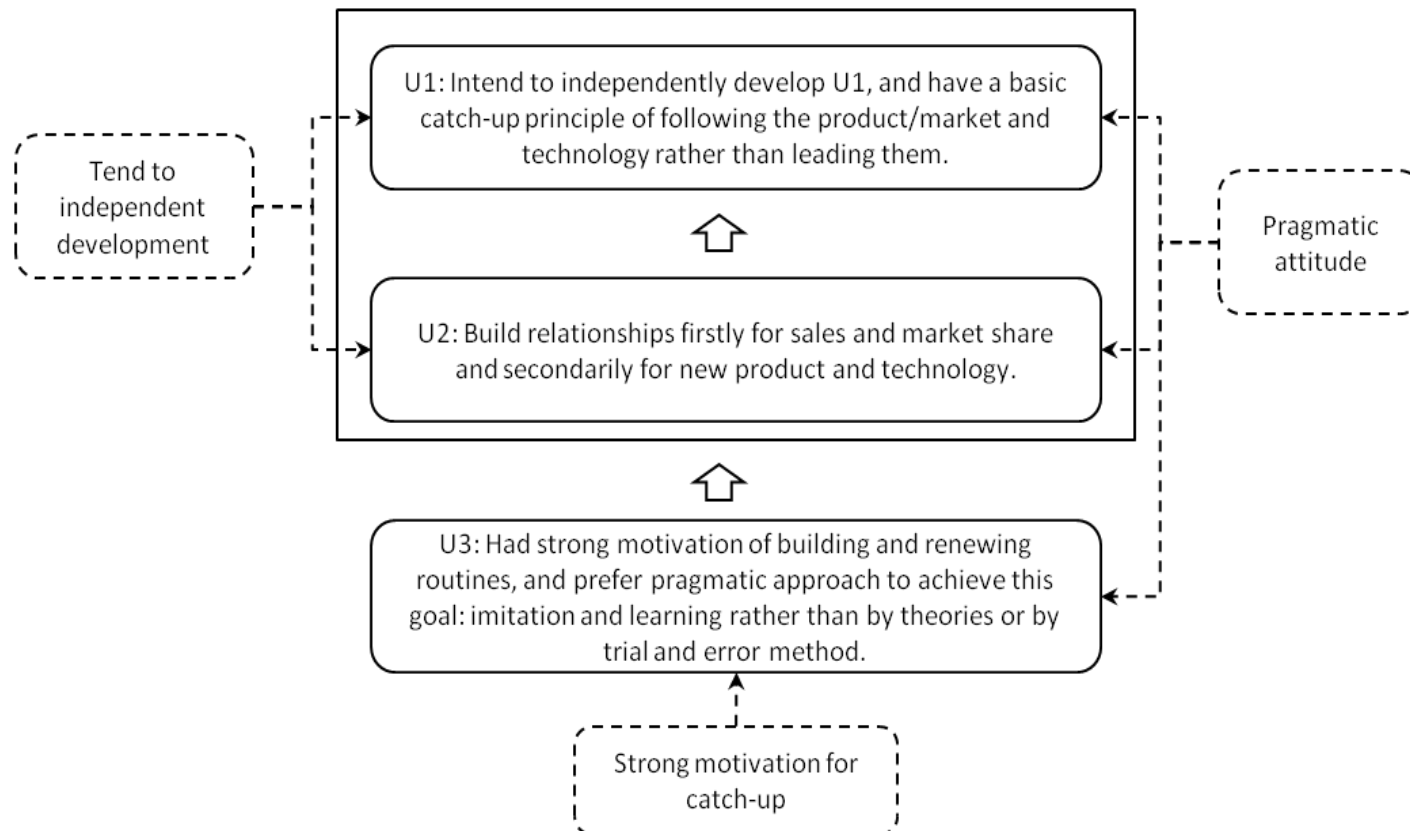 U1: Intend to independently develop U1, and have a basic
catch-up principle of following the product/market and
technology rather than leading them.
Tend to
independent
development
Pragmatic
attitude
U2: Build relationships firstly for sales and market share
and secondarily for new product and technology.
U3: Had strong motivation of building and renewing
routines, and prefer pragmatic approach to achieve this
goal: imitation and learning rather than by theories or by
trial and error method.
Strong motivation for
catch-up